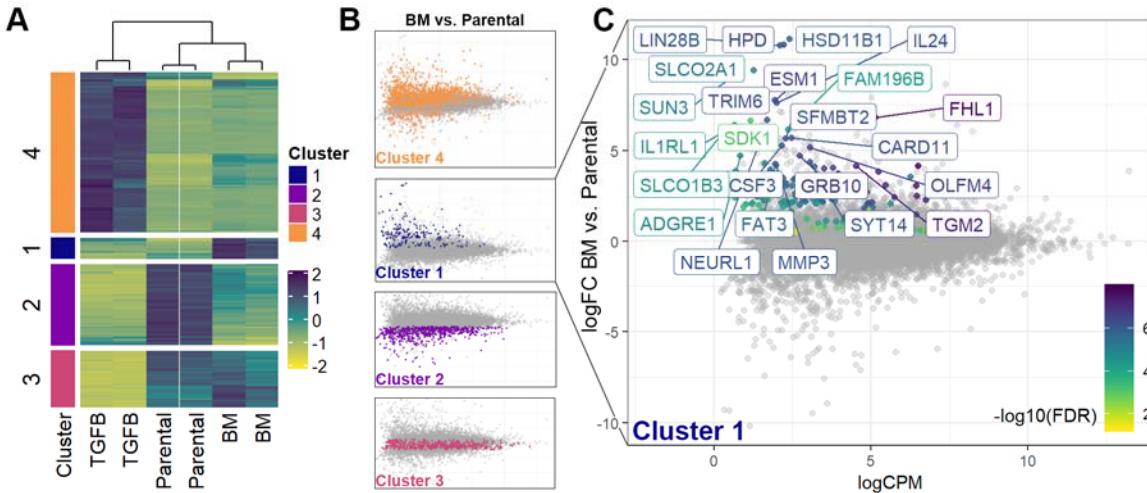 A
4
1
2
3
Cluster
TGFB
TGFB
Parental
Parental
BM
BM
Cluster
1
2
3
4
2
1
0
-1
-2
B
BM vs. Parental
Cluster 4
Cluster 1
Cluster 2
Cluster 3
C
logFC BM vs. Parental
10
5
0
-5
-10
LIN28B
HPD
HSD11B1
IL24
SLCO2A1
ESM1
FAM196B
SUN3
TRIM6
SFMBT2
FHL1
IL1RL1
SDK1
CARD11
SLCO1B3
CSF3
GRB10
OLFM4
ADGRE1
FAT3
SYT14
TGM2
NEURL1
MMP3
6
4
2
-log10(FDR)
Cluster 1
0
5
10
logCPM